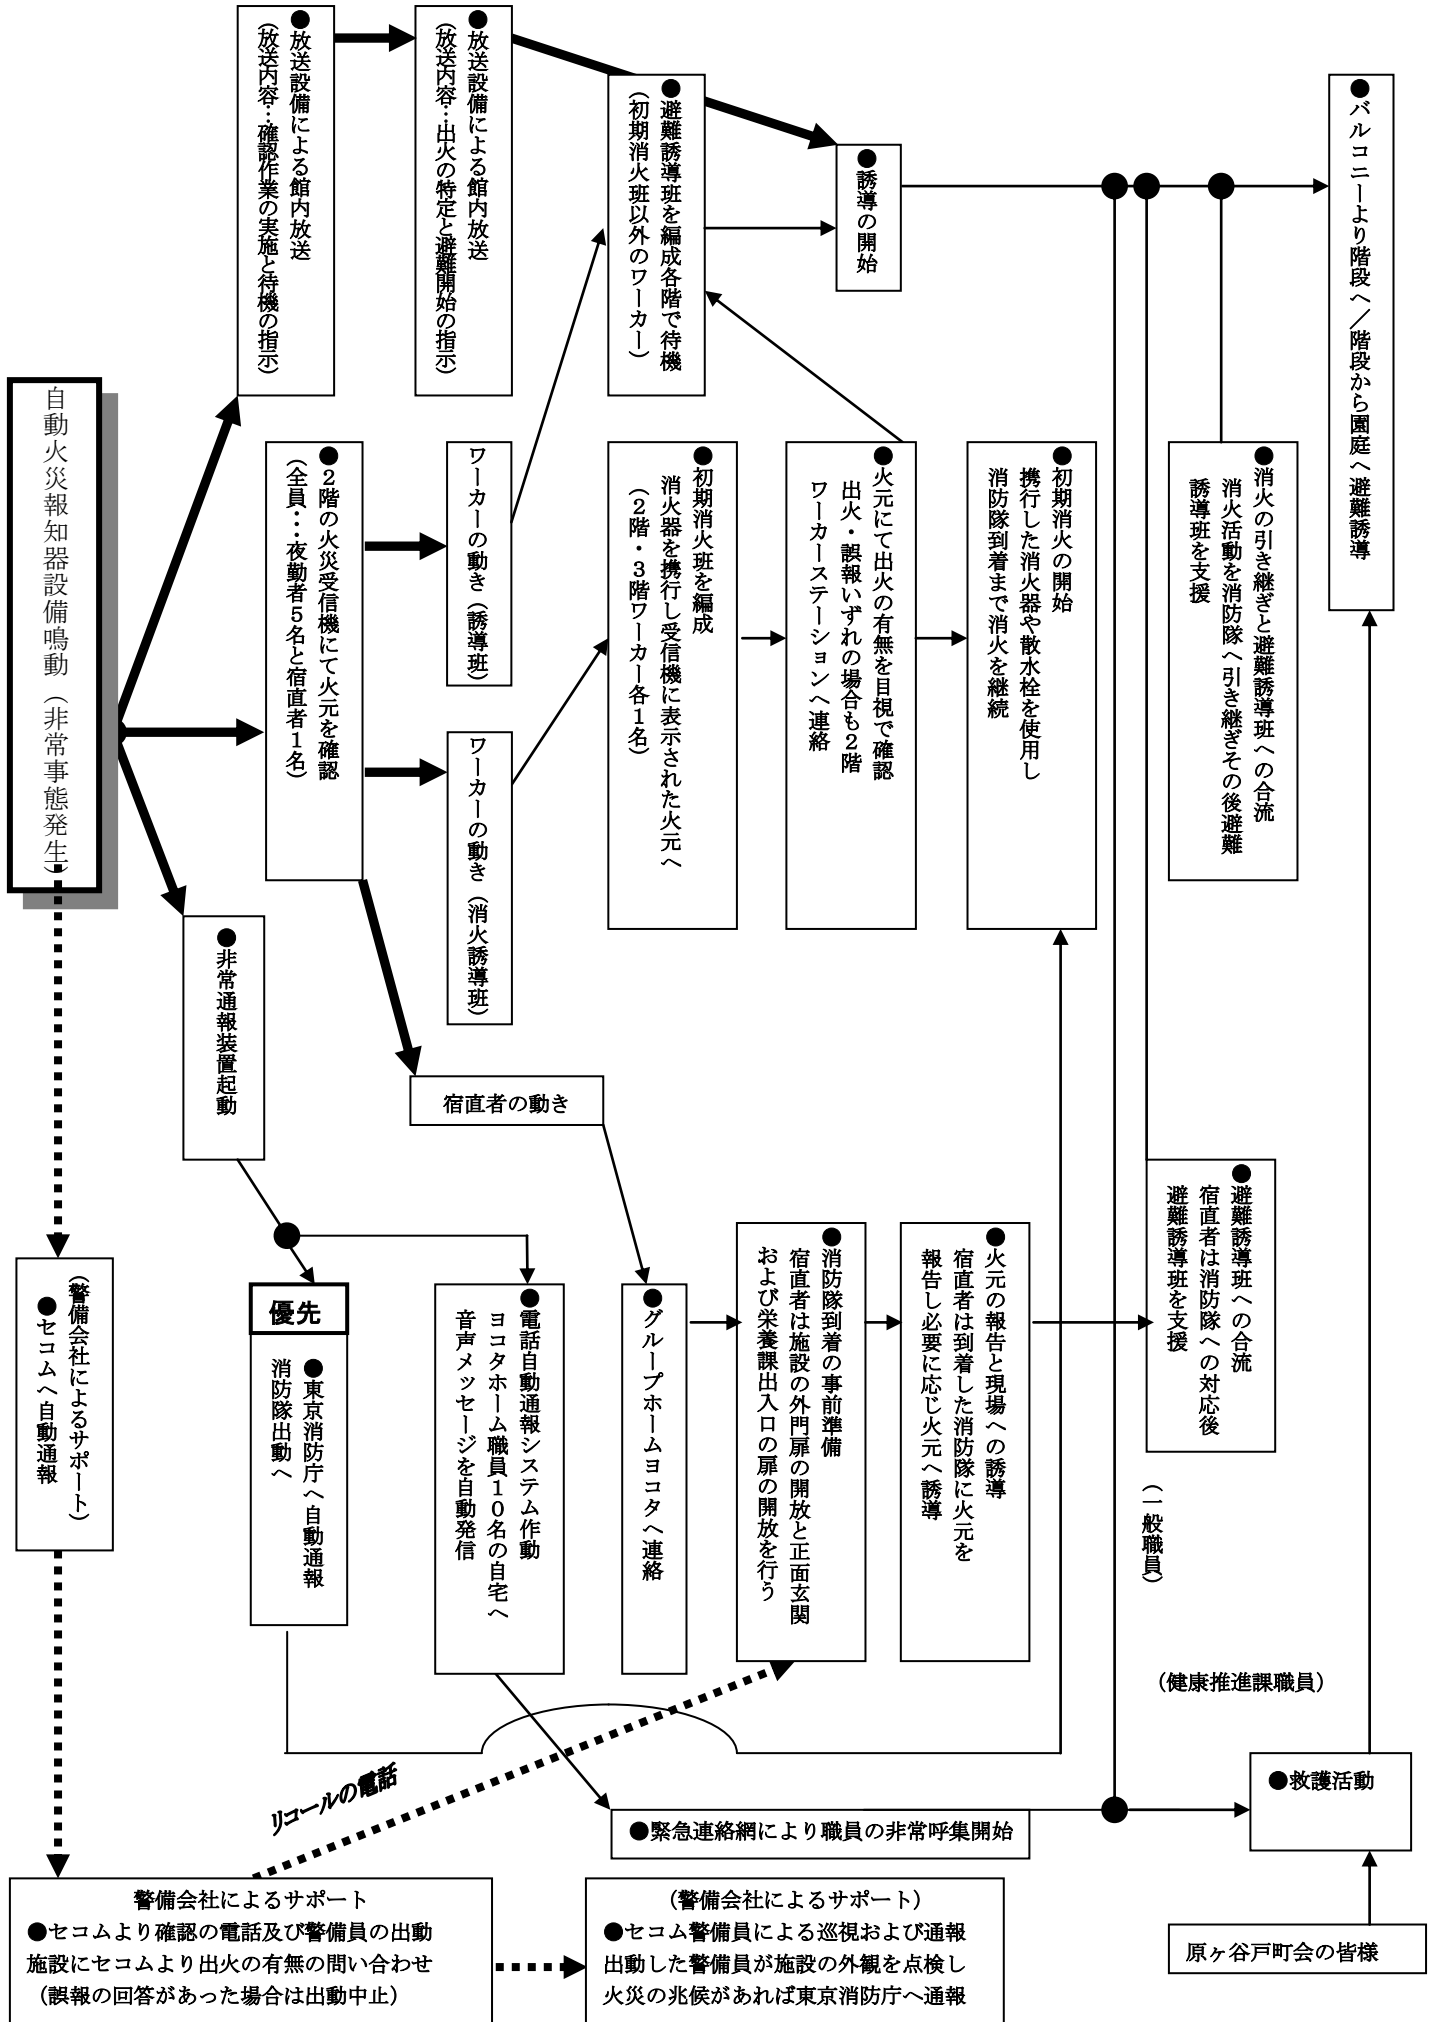 自動火災報知器設備鳴動（非常事態発生）
●放送設備による館内放送
（放送内容…確認作業の実施と待機の指示）
●放送設備による館内放送
（放送内容…出火の特定と避難開始の指示）
●避難誘導班を編成各階で待機
（初期消火班以外のワーカー）
●誘導の開始
●バルコニーより階段へ／階段から園庭へ避難誘導
●２階の火災受信機にて火元を確認
（全員…夜勤者５名と宿直者１名）
ワーカーの動き（誘導班）
ワーカーの動き（消火誘導班）
●初期消火班を編成
消火器を携行し受信機に表示された火元へ
（２階・３階ワーカー各１名）
●火元にて出火の有無を目視で確認
出火・誤報いずれの場合も２階
ワーカーステーションへ連絡
●初期消火の開始
携行した消火器や散水栓を使用し
消防隊到着まで消火を継続
●消火の引き継ぎと避難誘導班への合流
消火活動を消防隊へ引き継ぎその後避難
誘導班を支援
●非常通報装置起動
宿直者の動き
（警備会社によるサポート）
●セコムへ自動通報
優先
●東京消防庁へ自動通報
消防隊出動へ
●電話自動通報システム作動
ヨコタホーム職員１０名の自宅へ
音声メッセージを自動発信
●グループホームヨコタへ連絡
●消防隊到着の事前準備
宿直者は施設の外門扉の開放と正面玄関
および栄養課出入口の扉の開放を行う
●火元の報告と現場への誘導
宿直者は到着した消防隊に火元を
報告し必要に応じ火元へ誘導
●避難誘導班への合流
宿直者は消防隊への対応後
避難誘導班を支援
（一般職員）
（健康推進課職員）
リコールの電話
●救護活動
●緊急連絡網により職員の非常呼集開始
警備会社によるサポート
●セコムより確認の電話及び警備員の出動
施設にセコムより出火の有無の問い合わせ
（誤報の回答があった場合は出動中止）
（警備会社によるサポート）
●セコム警備員による巡視および通報
出動した警備員が施設の外観を点検し
火災の兆候があれば東京消防庁へ通報
原ヶ谷戸町会の皆様